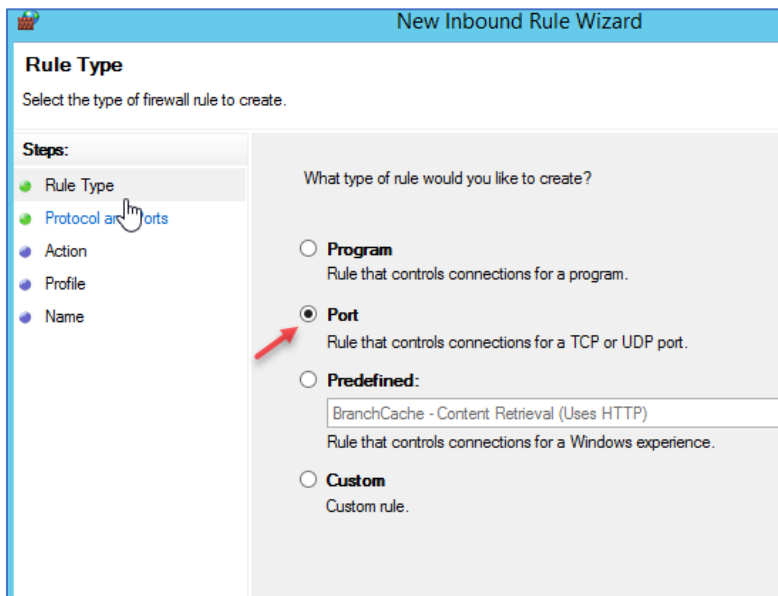 New Inbound Rule Wizard
Rule Type
Select the type of firewall rule to create.
Steps:
Rule Type
Protocol and Ports
Action
Profile
Name
What type of rule would you like to create?
Program
Rule that controls connections for a program.
Port
Rule that controls connections for a TCP or UDP port.
Predefined:
BranchCache - Content Retrieval (Uses HTTP)
Rule that controls connections for a Windows experience.
Custom
Custom rule.